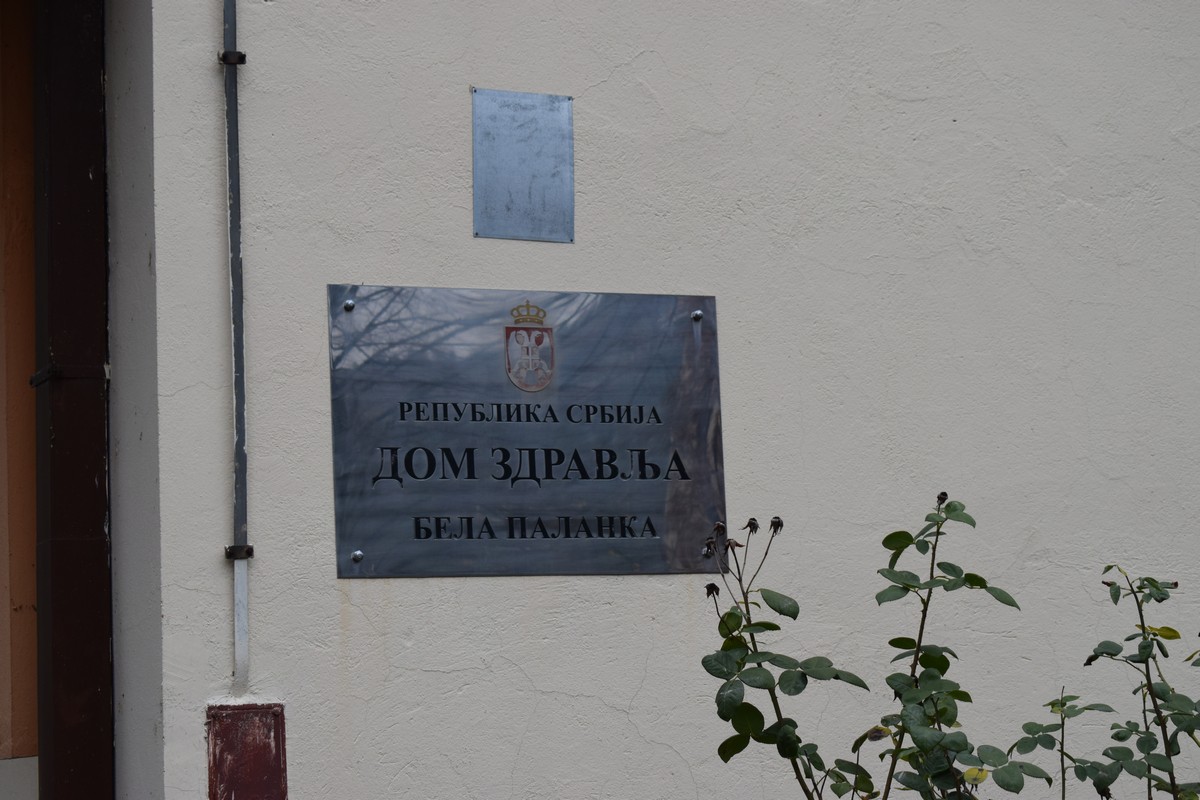 РЕПУБЛИКА СРБИЈА
ДОМ ЗДРАВЉА
БЕЛА ПАЛАНКА